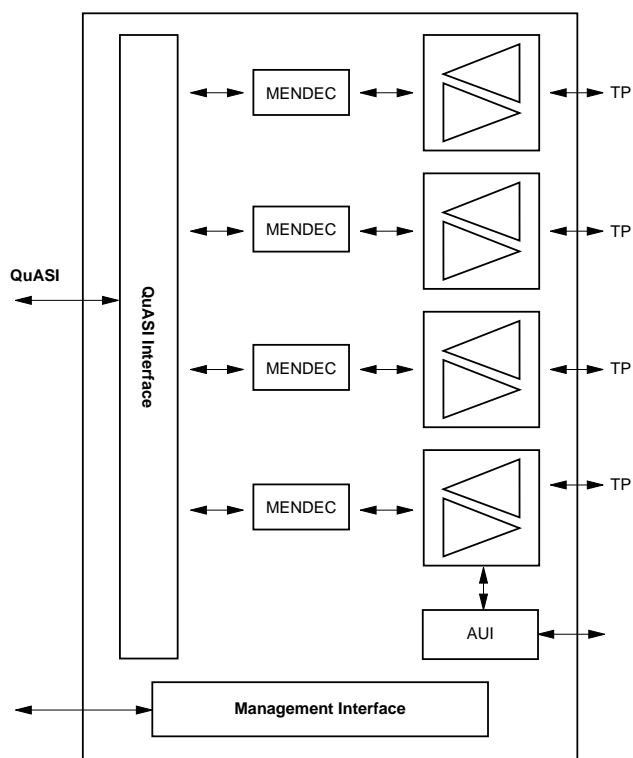 MENDEC
TP
MENDEC
TP
QuASI
QuASI Interface
MENDEC
TP
MENDEC
TP
AUI
Management Interface